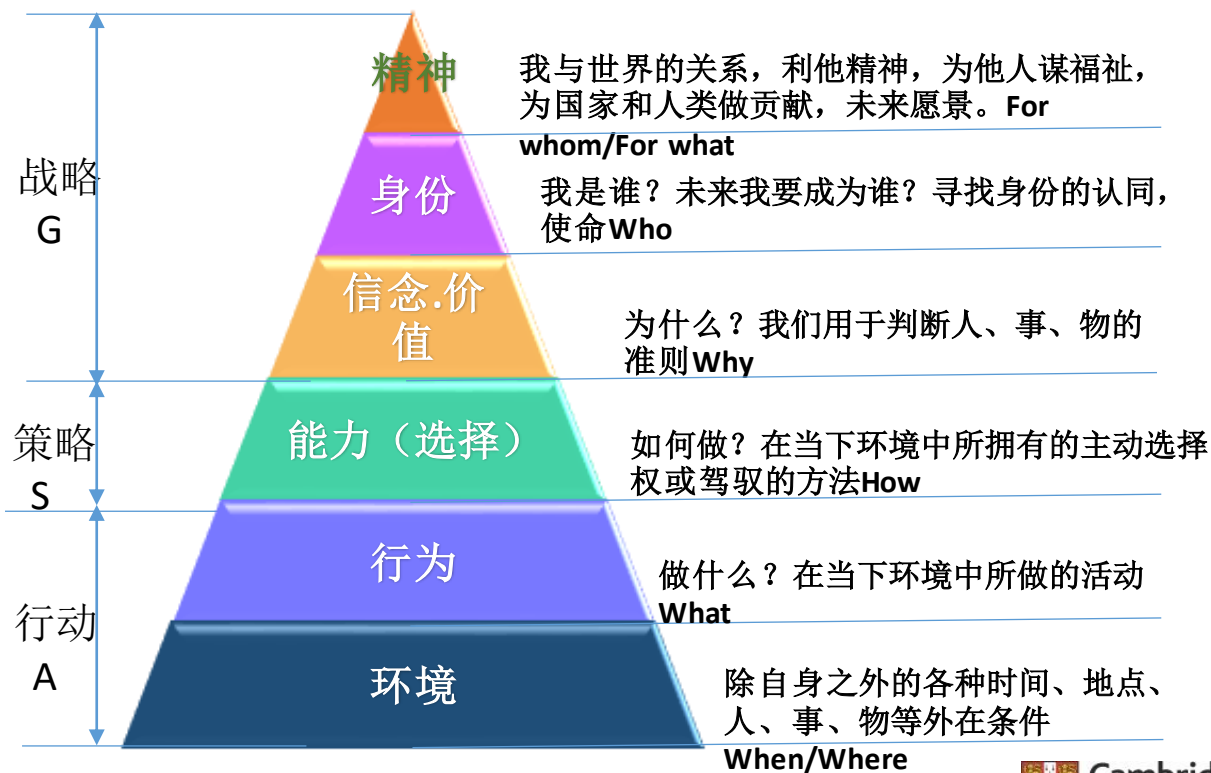 精神
我与世界的关系，利他精神，为他人谋福祉，
为国家和人类做贡献，未来愿景。For
whom/For what
战略
G
身份
我是谁？未来我要成为谁？寻找身份的认同，
使命Who
信念.价
值
为什么？我们用于判断人、事、物的
准则Why
策略
S
能力（选择）
如何做？在当下环境中所拥有的主动选择
权或驾驭的方法How
行为
做什么？在当下环境中所做的活动
What
行动
A
环境
除自身之外的各种时间、地点、
人、事、物等外在条件
When/Where